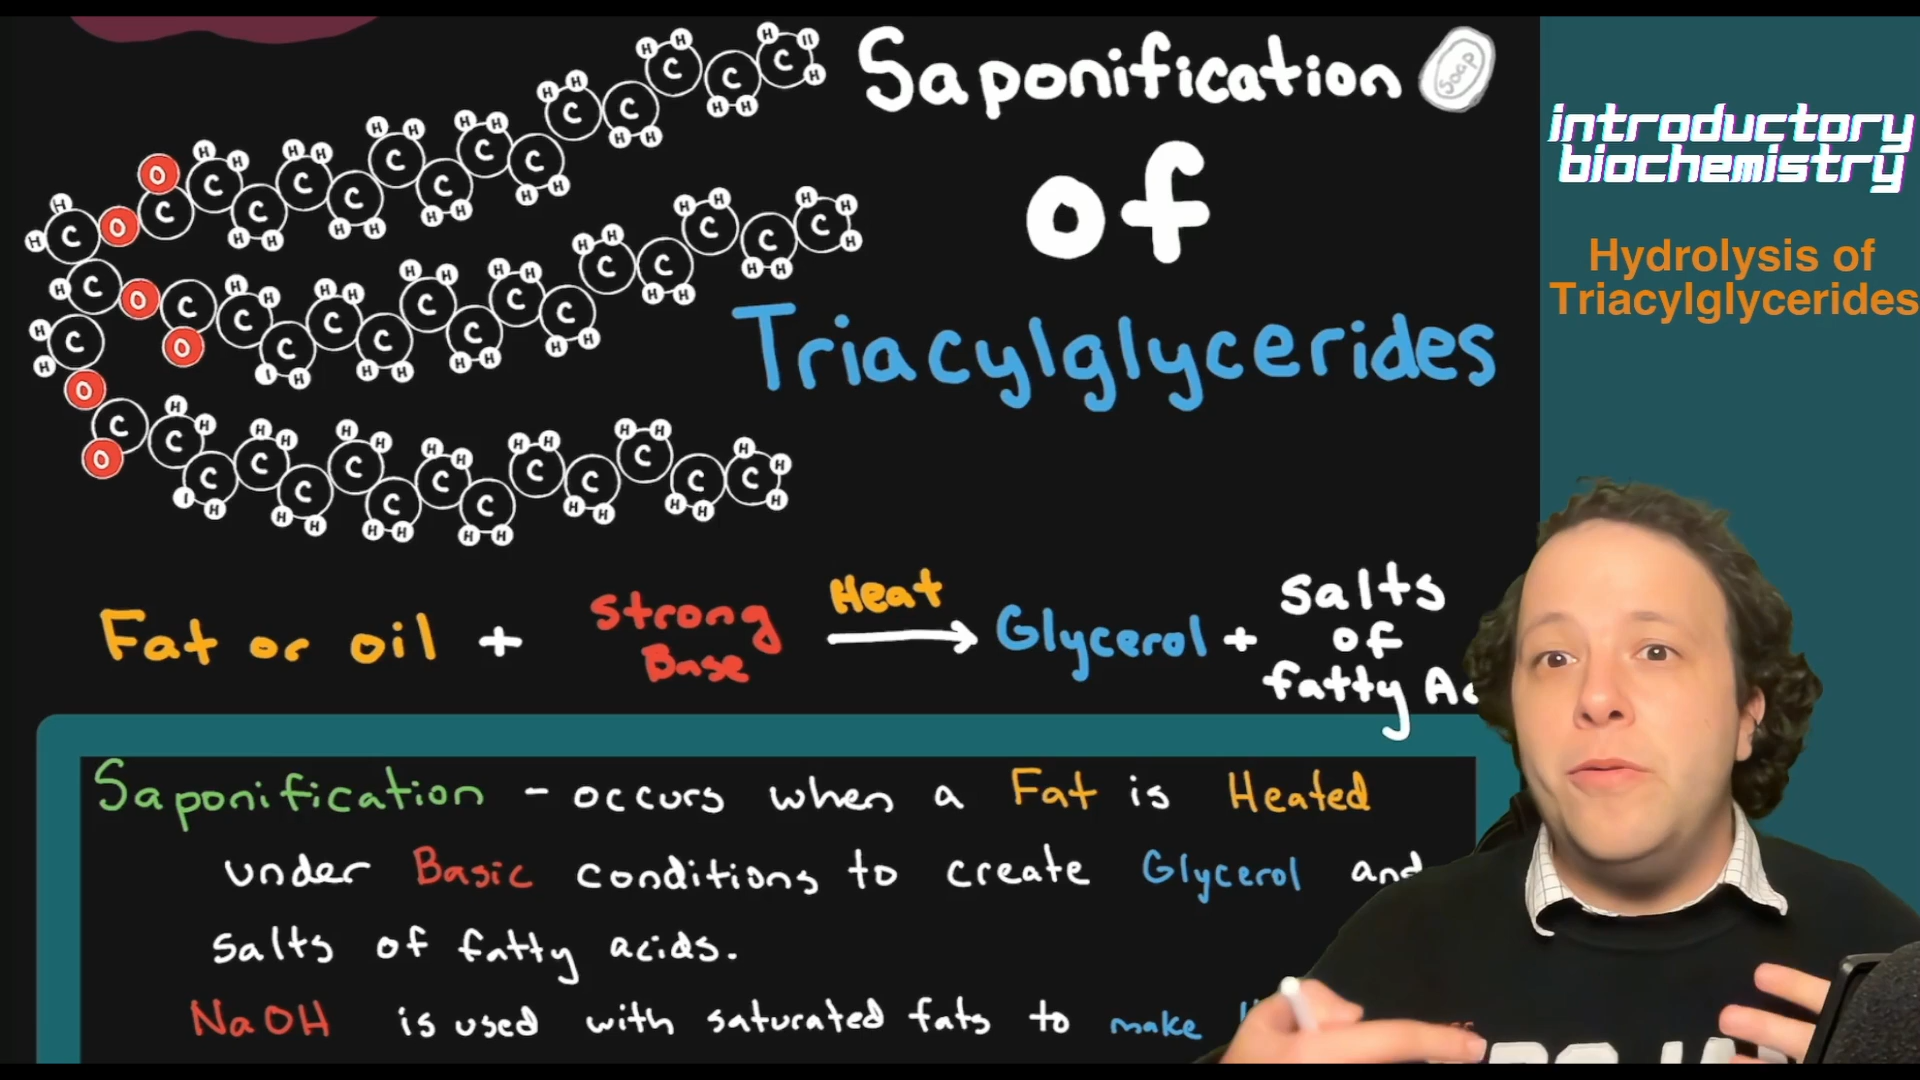 Saponification
soap
of
Triacylglycerides
introductory
biochemistry
Hydrolysis of
Triacylglycerides
Fat or oil + Strong Base Heat Glycerol + salts of fatty
Saponification - occurs when a Fat is Heated
under Basic conditions to create Glycerol and
salts of fatty acids.
NaOH is used with saturated fats to make